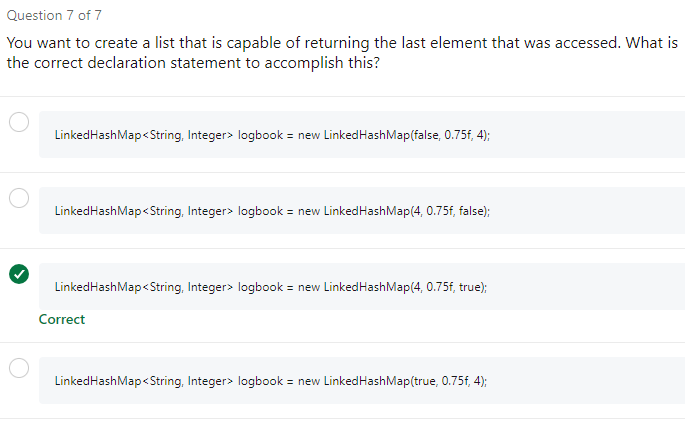 Question 7 of 7
You want to create a list that is capable of returning the last element that was accessed. What is
the correct declaration statement to accomplish this?
LinkedHashMap<String, Integer> logbook = new LinkedHashMap(false, 0.75f, 4);
LinkedHashMap<String, Integer> logbook = new LinkedHashMap(4, 0.75f, false);
LinkedHashMap<String, Integer> logbook = new LinkedHashMap(4, 0.75f, true);
Correct
LinkedHashMap<String, Integer> logbook = new LinkedHashMap(true, 0.75f, 4);